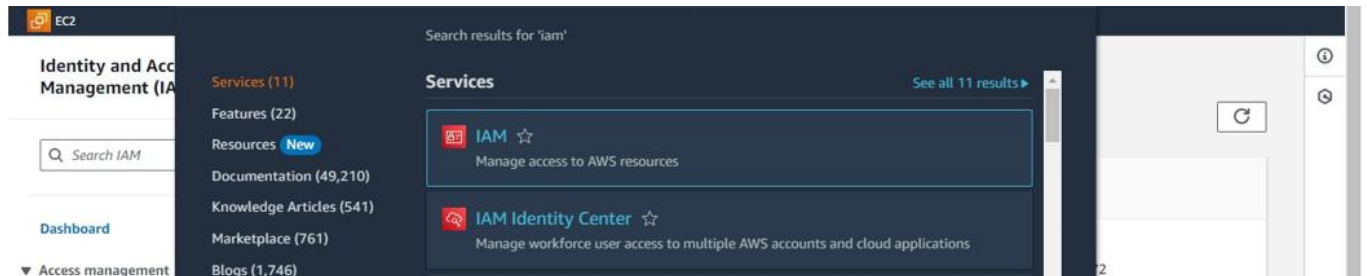 EC2
Identity and Acc
Management (IA
Search IAM
Dashboard
Access management
Search results for 'iam'
Services (11)
Features (22)
Resources New
Documentation (49,210)
Knowledge Articles (541)
Marketplace (761)
Blogs (1,746)
Services
See all 11 results
IAM
Manage access to AWS resources
IAM Identity Center
Manage workforce user access to multiple AWS accounts and cloud applications